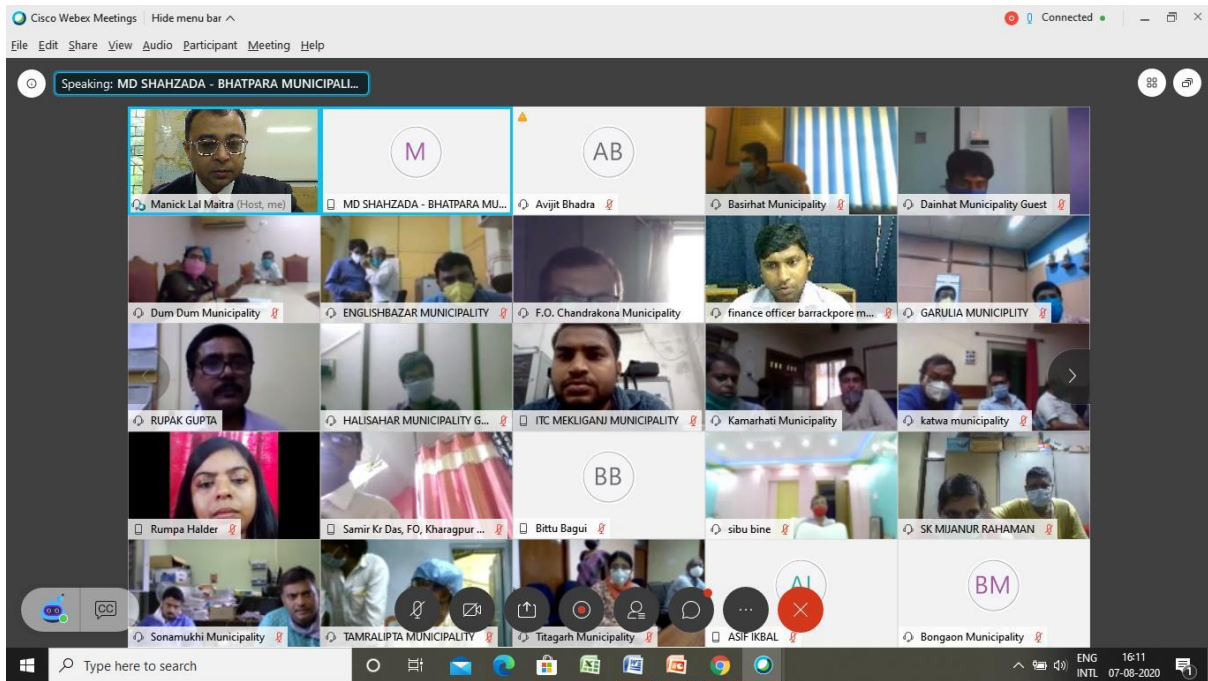 Cisco Webex Meetings Hide menu bar
Connected
File Edit Share View Audio Participant Meeting Help
Speaking: MD SHAHZADA - BHATPARA MUNICIPALI...
M
AB
Manick Lal Maitra (Host, me)
MD SHAHZADA - BHATPARA MU...
Avijit Bhadra
Basirhat Municipality
Dainhat Municipality Guest
Dum Dum Municipality
ENGLISHBAZAR MUNICIPALITY
F.O. Chandrakona Municipality
finance officer barrackpore m...
GARULIA MUNICIPLITY
RUPAK GUPTA
HALISAHAR MUNICIPALITY G...
ITC MEKLIGANJ MUNICIPALITY
Kamarhati Municipality
katwa municipality
BB
Rumpa Halder
Samir Kr Das, FO, Kharagpur ...
Bittu Bagui
sibu bine
SK MIJANUR RAHAMAN
AI
BM
CC
Sonamukhi Municipality
TAMRALIPTA MUNICIPALITY
Titagarh Municipality
ASIF IKBAL
Bongaon Municipality
Type here to search
ENG 16:11
INTL 07-08-2020
1